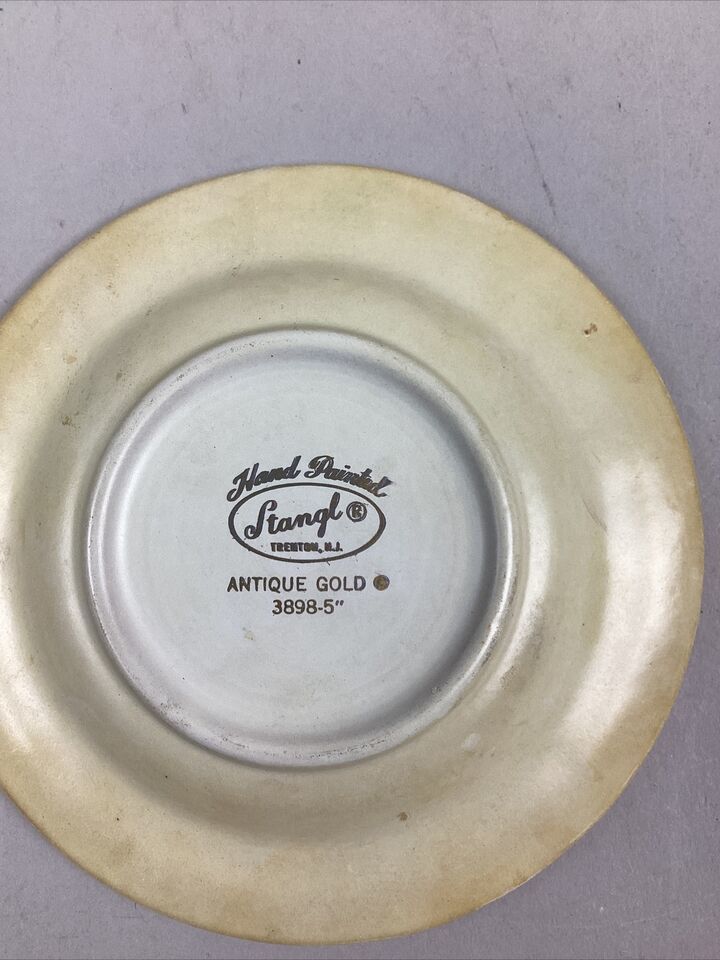 Hand Painted
Stangl ®
TRENTON, N.J.
ANTIQUE GOLD
3898-5"